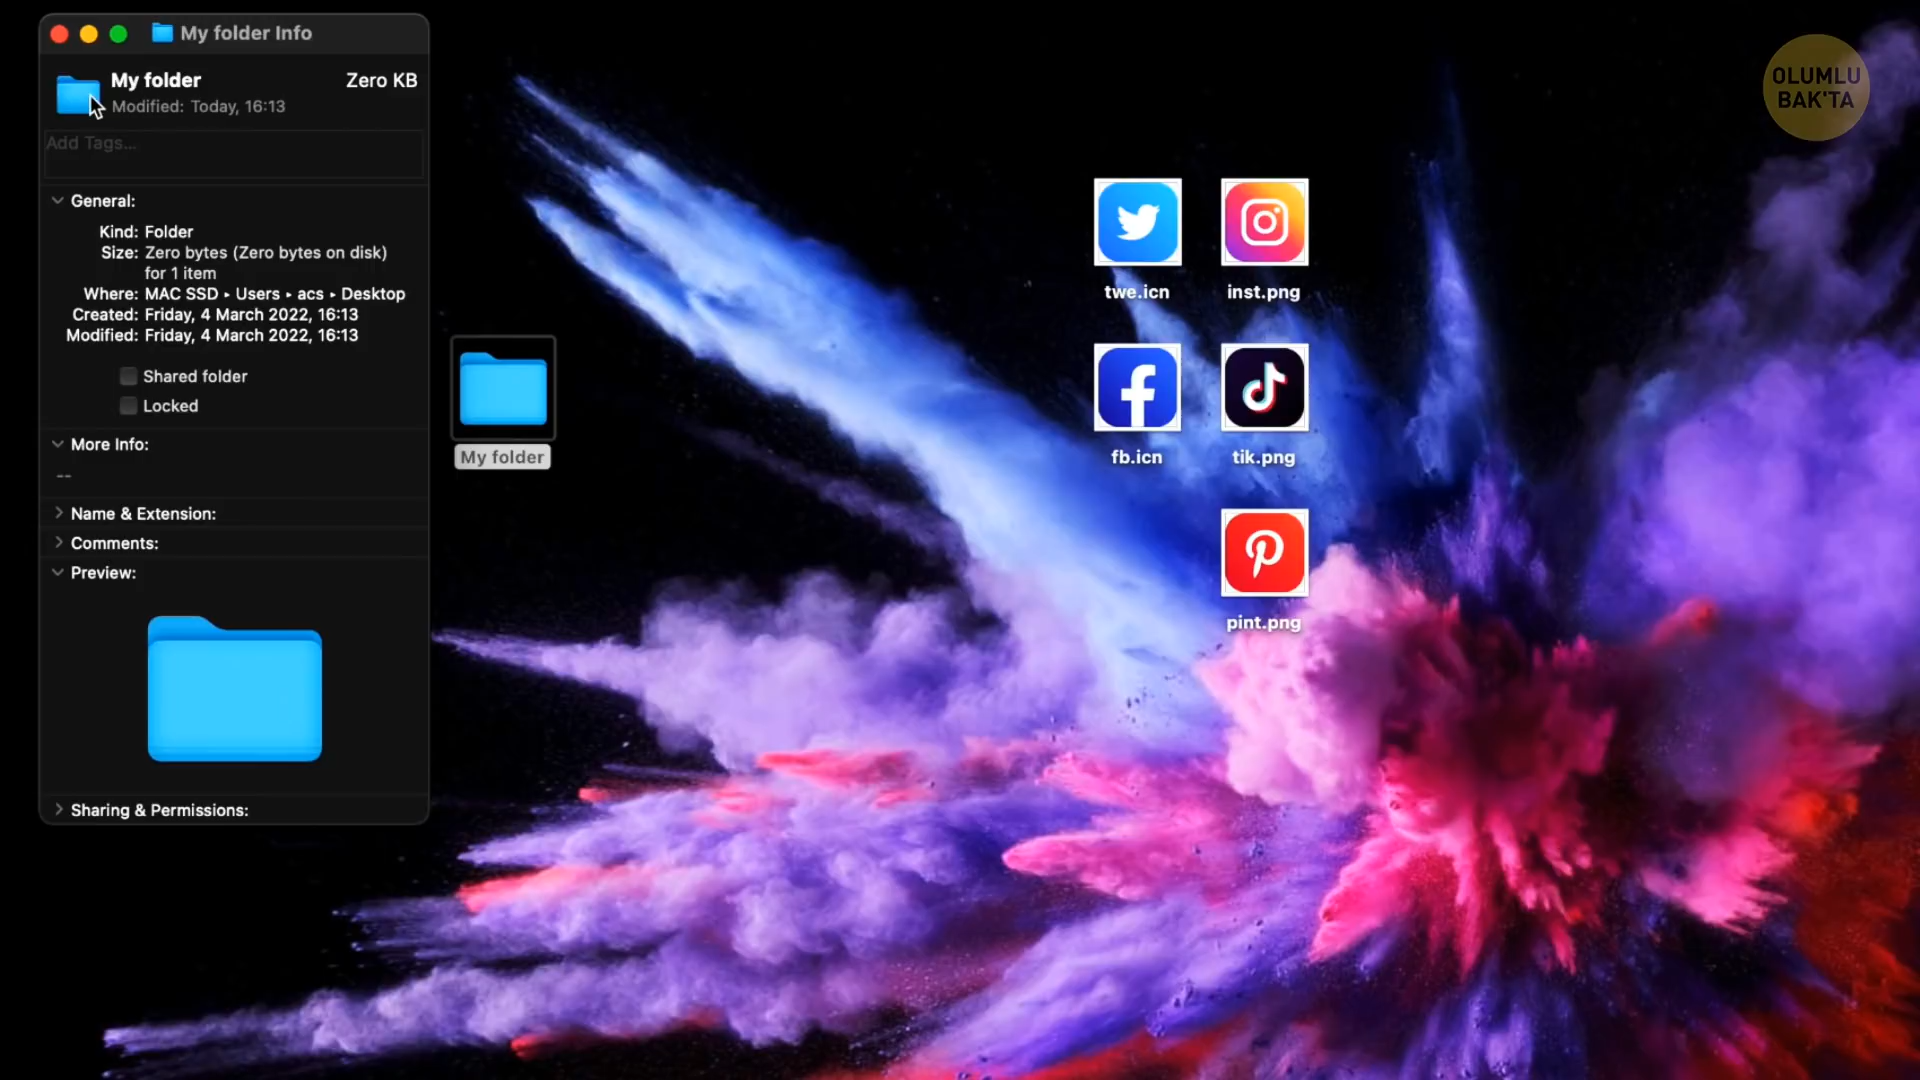 My folder Info
My folder
Zero KB
Modified: Today, 16:13
Add Tags...
General:
Kind: Folder
Size: Zero bytes (Zero bytes on disk)
for 1 item
Where: MAC SSD ▸ Users ▸ acs ▸ Desktop
Created: Friday, 4 March 2022, 16:13
Modified: Friday, 4 March 2022, 16:13
Shared folder
Locked
More Info:
--
Name & Extension:
Comments:
Preview:
Sharing & Permissions:
My folder
twe.icn
inst.png
fb.icn
tik.png
pint.png
OLUMLU
BAK'TA